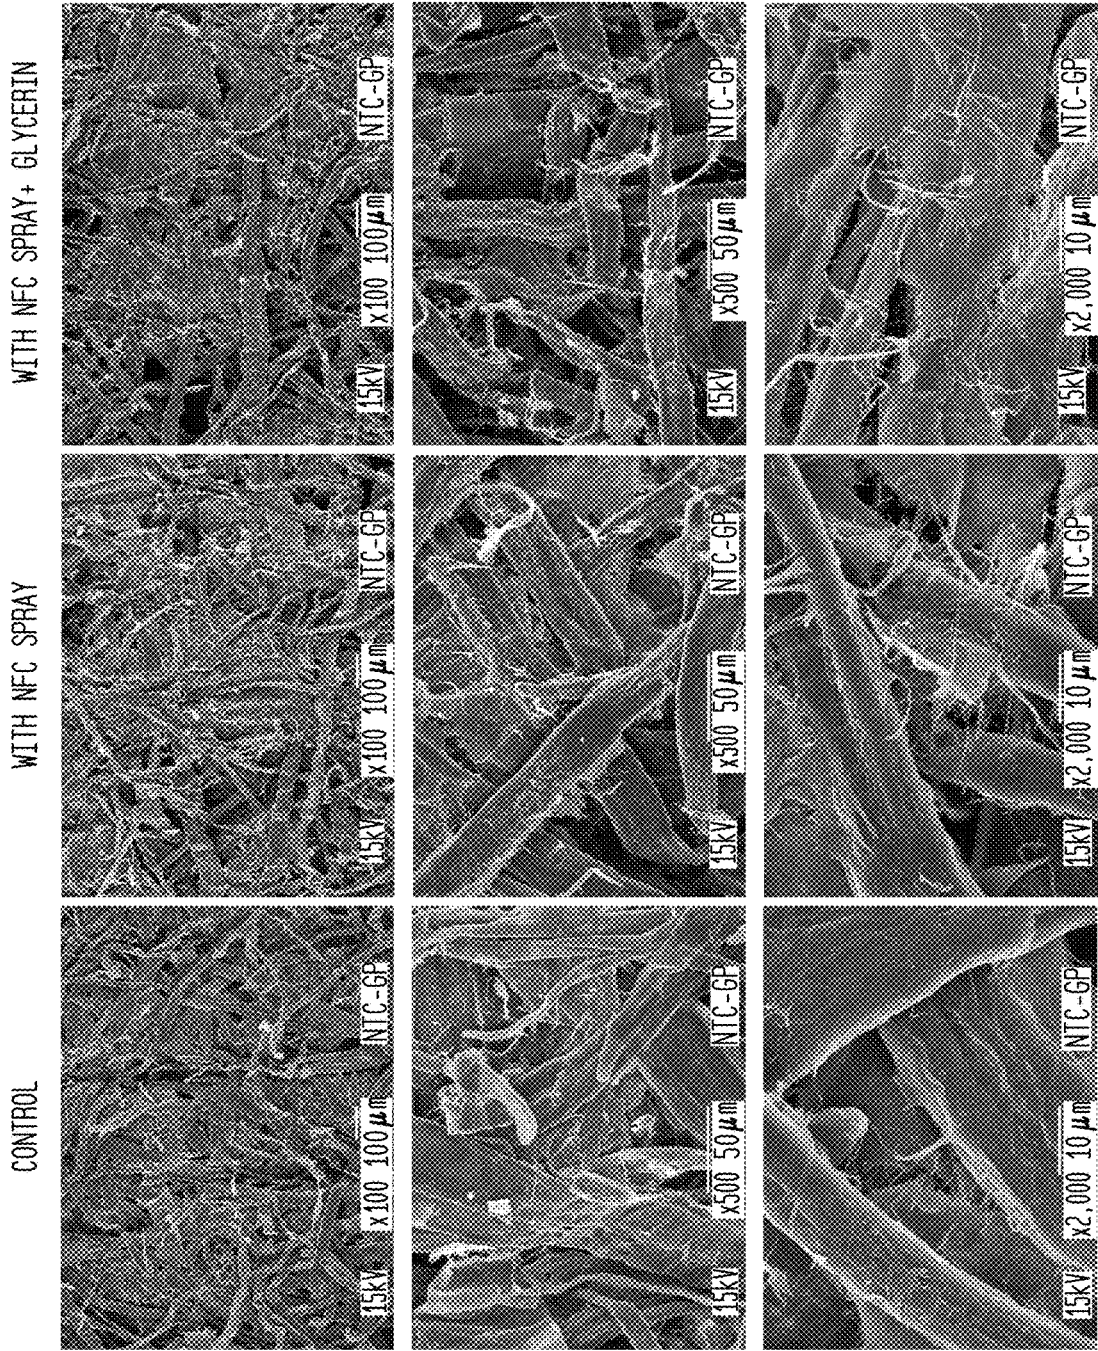 CONTROL
WITH NFC SPRAY
WITH NFC SPRAY+ GLYCERIN
15kV x100 100µm NTC-GP
15kV x100 100µm NTC-GP
15kV x100 100µm NTC-GP
15kV x500 50µm NTC-GP
15kV x500 50µm NTC-GP
15kV x500 50µm NTC-GP
15kV x2,000 10µm NTC-GP
15kV x2,000 10µm NTC-GP
15kV x2,000 10µm NTC-GP